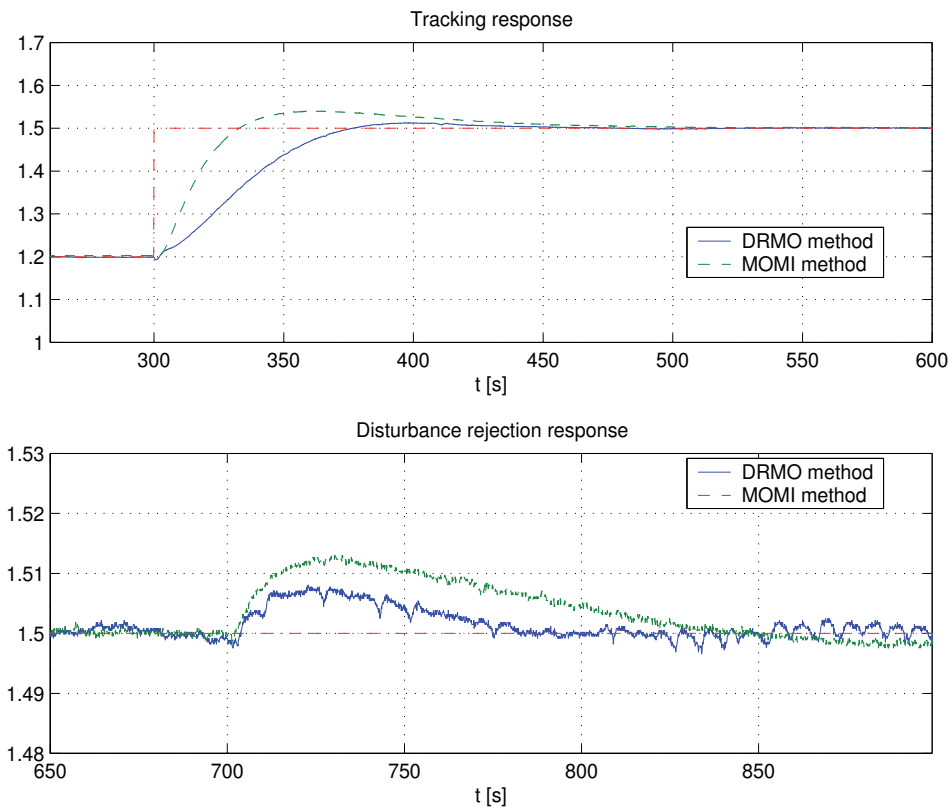 Tracking response
1.7
1.6
1.5
1.4
1.3
1.2
1.1
1
DRMO method
MOMI method
300 350 400 450 500 550 600
t [s]
Disturbance rejection response
1.53
1.52
1.51
1.5
1.49
1.48
DRMO method
MOMI method
650 700 750 800 850
t [s]